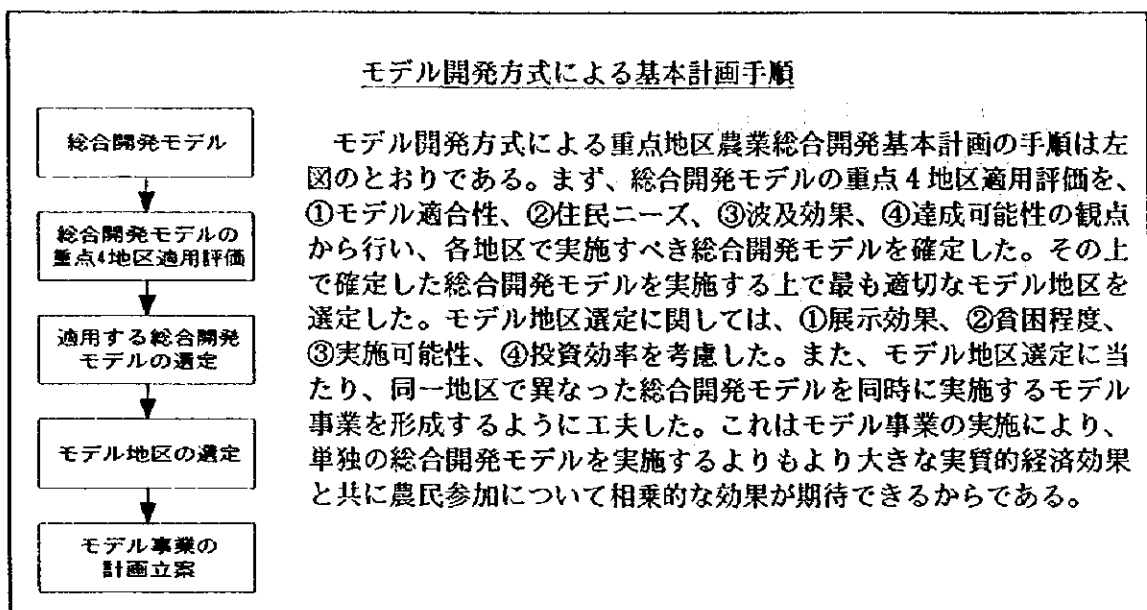 モデル開発方式による基本計画手順
総合開発モデル
総合開発モデルの
重点4地区適用評価
適用する総合開発
モデルの選定
モデル地区の選定
モデル事業の
計画立案
モデル開発方式による重点地区農業総合開発基本計画の手順は左
図のとおりである。まず、総合開発モデルの重点4地区適用評価を、
①モデル適合性、②住民ニーズ、③波及効果、④達成可能性の観点
から行い、各地区で実施すべき総合開発モデルを確定した。その上
で確定した総合開発モデルを実施する上で最も適切なモデル地区を
選定した。モデル地区選定に関しては、①展示効果、②貧困程度、
③実施可能性、④投資効率を考慮した。また、モデル地区選定に当
たり、同一地区で異なった総合開発モデルを同時に実施するモデル
事業を形成するように工夫した。これはモデル事業の実施により、
単独の総合開発モデルを実施するよりもより大きな実質的経済効果
と共に農民参加について相乗的な効果が期待できるからである。